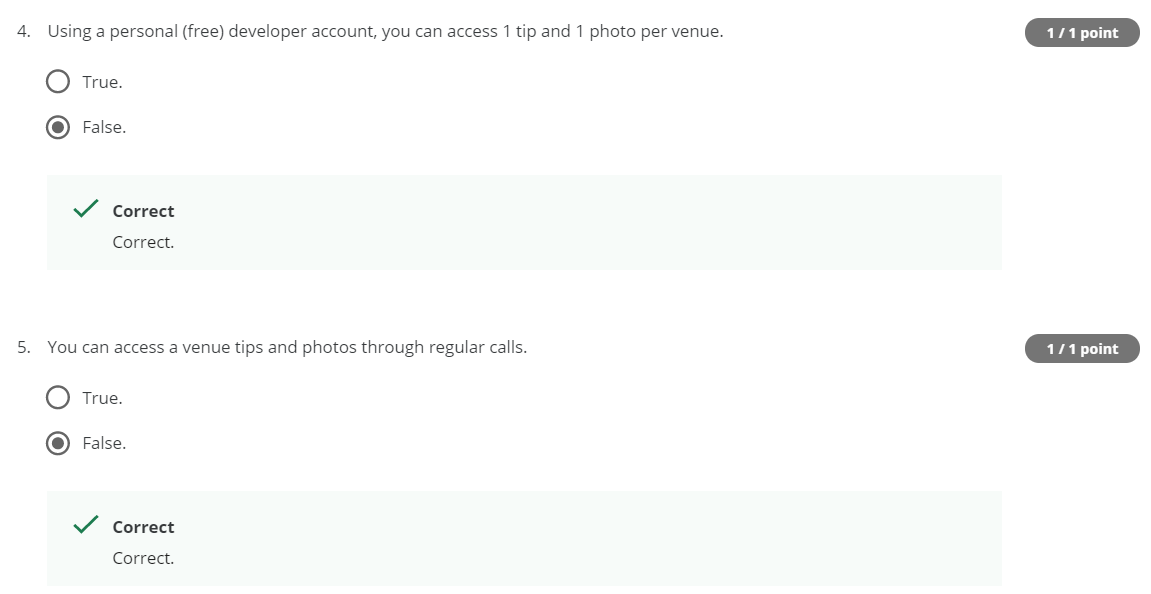 4. Using a personal (free) developer account, you can access 1 tip and 1 photo per venue.
1 / 1 point
True.
False.
Correct
Correct.
5. You can access a venue tips and photos through regular calls.
1 / 1 point
True.
False.
Correct
Correct.